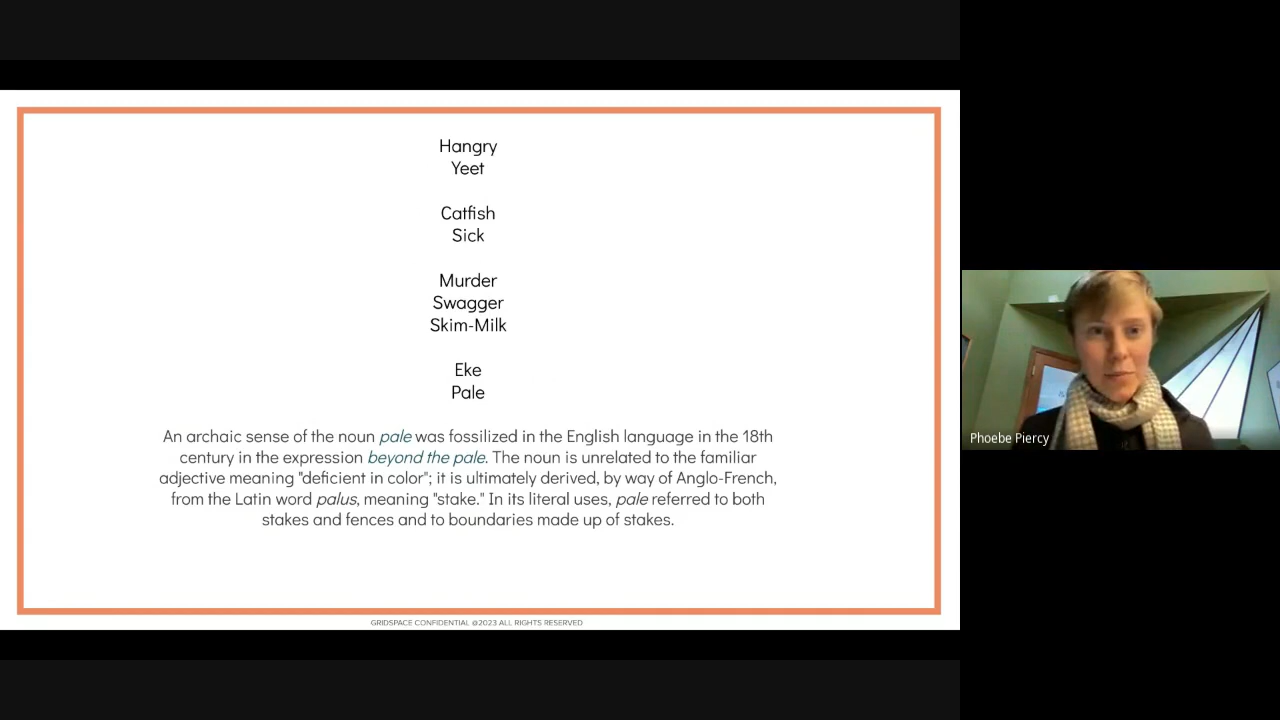 Hangry
Yeet
Catfish
Sick
Murder
Swagger
Skim-Milk
Eke
Pale
An archaic sense of the noun pale was fossilized in the English language in the 18th
century in the expression beyond the pale. The noun is unrelated to the familiar
adjective meaning "deficient in color"; it is ultimately derived, by way of Anglo-French,
from the Latin word palus, meaning "stake." In its literal uses, pale referred to both
stakes and fences and to boundaries made up of stakes.
GRIDSPACE CONFIDENTIAL @2023 ALL RIGHTS RESERVED
Phoebe Piercy